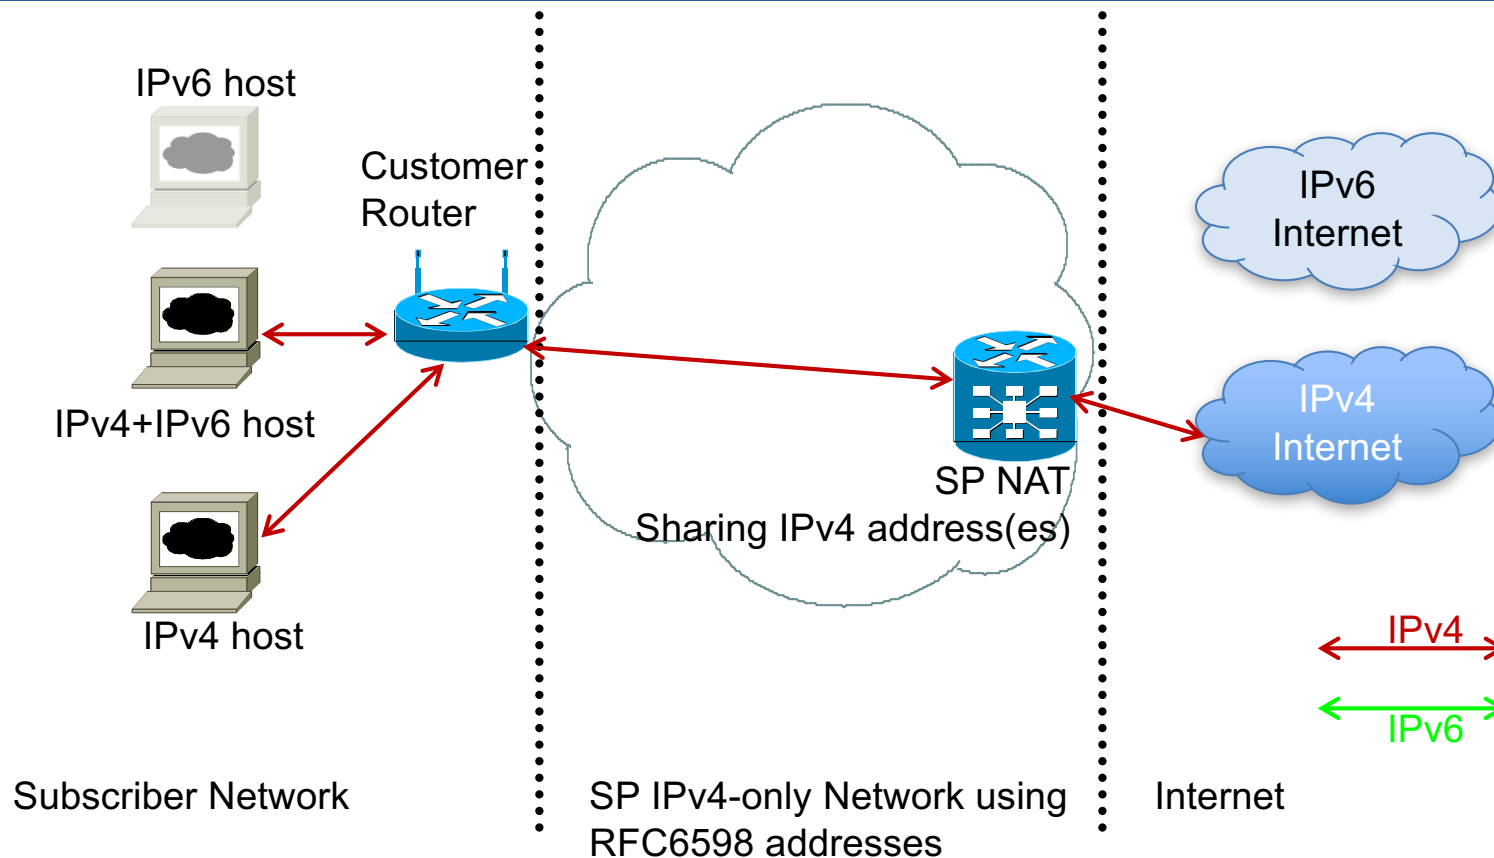 IPv6 host
Customer
Router
IPv4+IPv6 host
IPv4 host
SP NAT
Sharing IPv4 address(es)
IPv6
Internet
IPv4
Internet
IPv4
IPv6
Subscriber Network
SP IPv4-only Network using
RFC6598 addresses
Internet